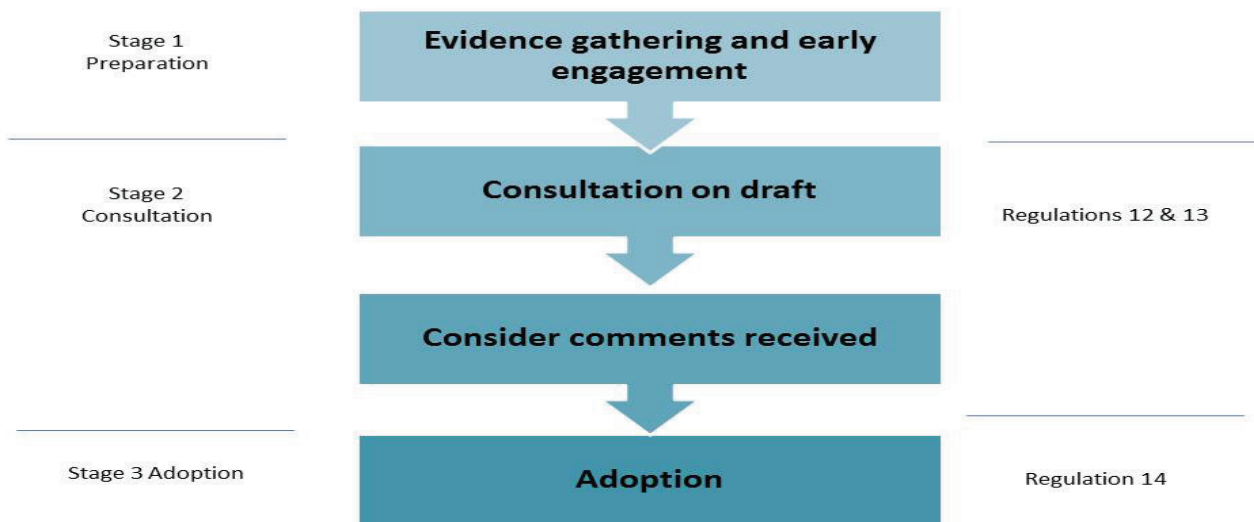 Stage 1
Preparation
Evidence gathering and early
engagement
Stage 2
Consultation
Consultation on draft
Regulations 12 & 13
Consider comments received
Stage 3 Adoption
Adoption
Regulation 14